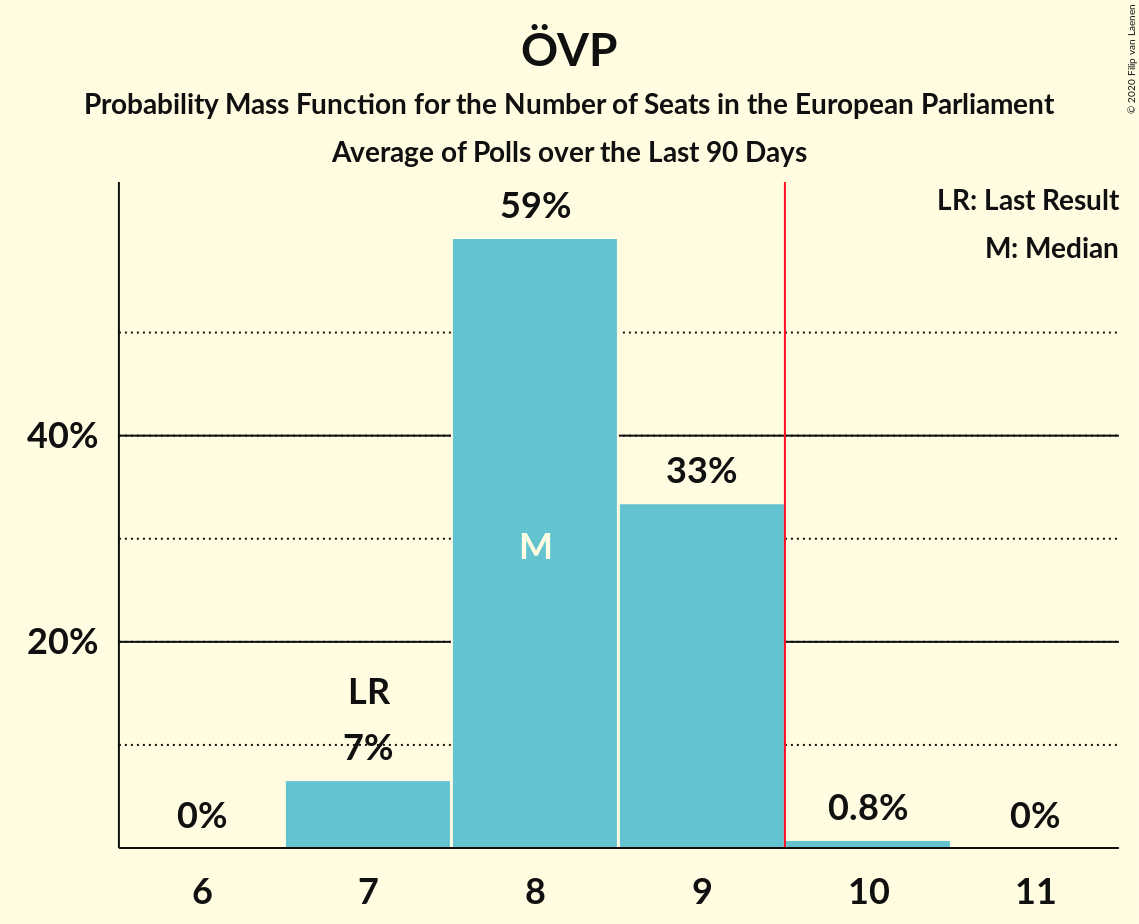 ÖVP
Probability Mass Function for the Number of Seats in the European Parliament
Average of Polls over the Last 90 Days
© 2020 Filip van Laenen
LR: Last Result
M: Median
59%
40%
33%
M
20%
LR
7%
0%
0.8%
0%
6 7 8 9 10 11